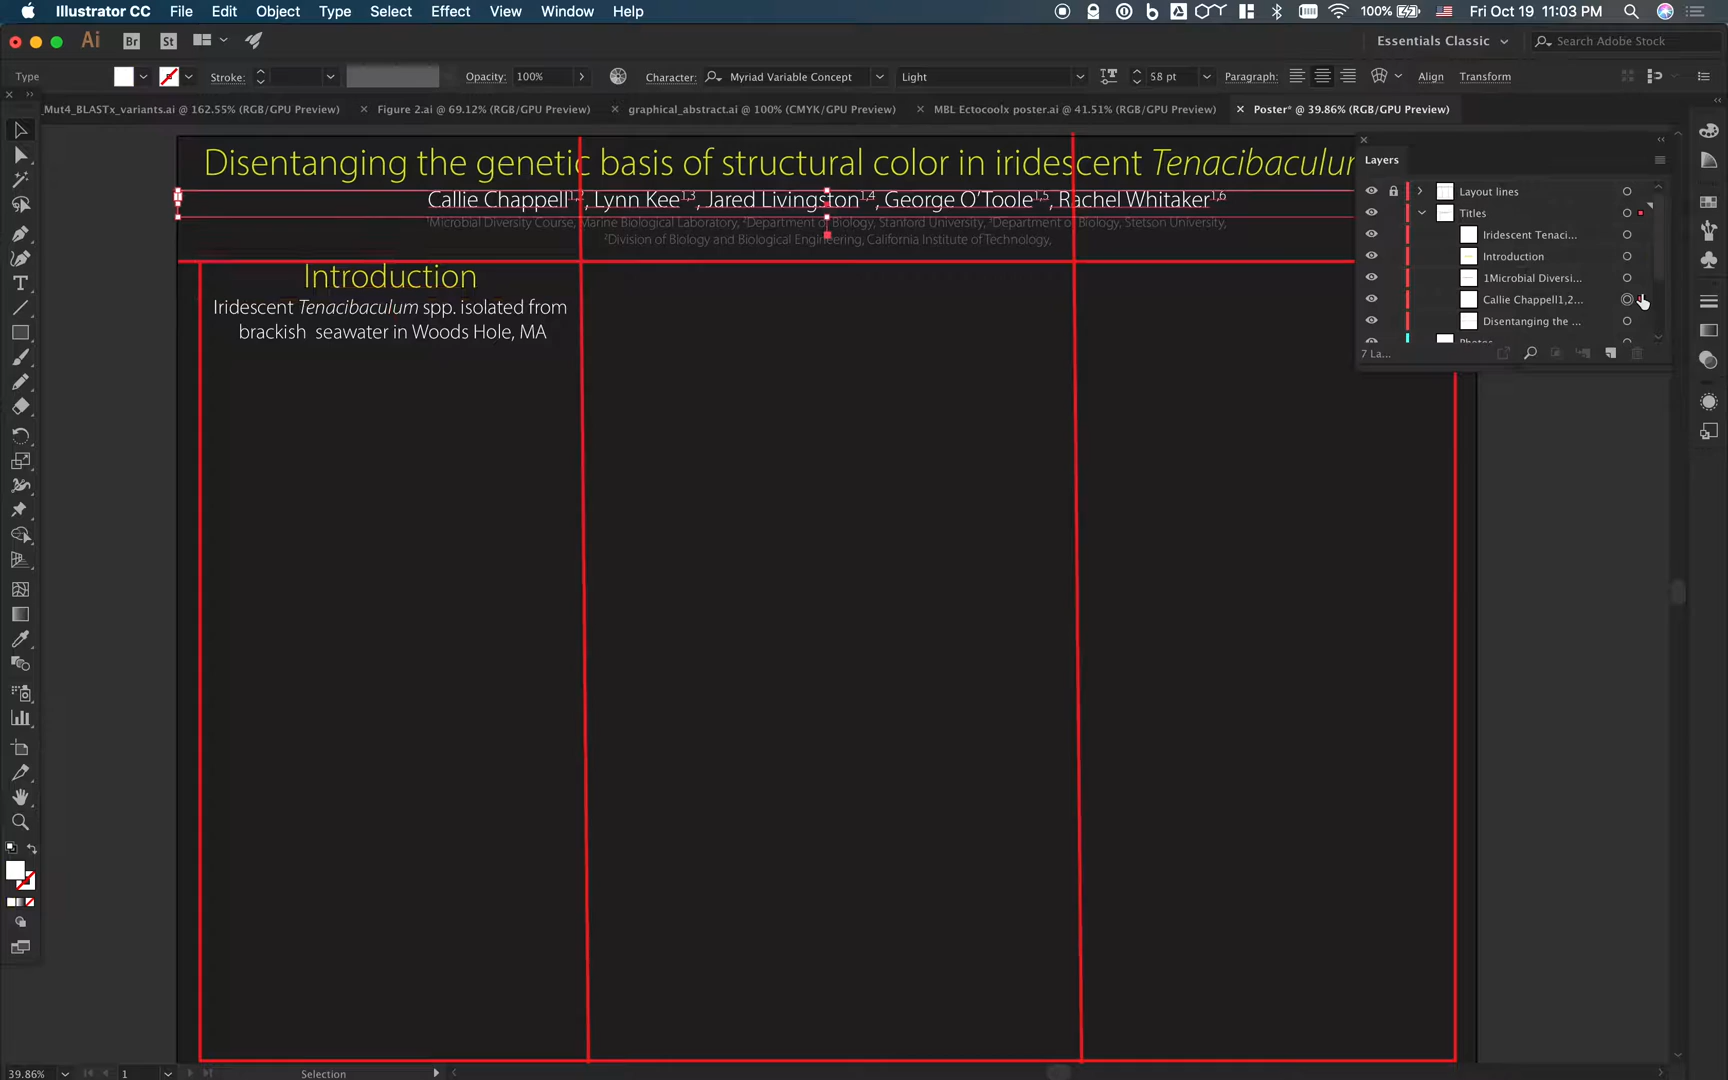 Illustrator CC File Edit Object Type Select Effect View Window Help 100% Fri Oct 19 11:03 PM
Ai Br St Essentials Classic Search Adobe Stock
Type Stroke: Opacity: 100% Character: Myriad Variable Concept Light 58 pt Paragraph: Align Transform
Mut4_BLASTx_variants.ai @ 162.55% (RGB/GPU Preview) Figure 2.ai @ 69.12% (RGB/GPU Preview) graphical_abstract.ai @ 100% (CMYK/GPU Preview) MBL Ectocoolx poster.ai @ 41.51% (RGB/GPU Preview) Poster* @ 39.86% (RGB/GPU Preview)
Disentanging the genetic basis of structural color in iridescent Tenacibaculum
Callie Chappell1,2, Lynn Kee1,3, Jared Livingston1,4, George O'Toole1,5, Rachel Whitaker1,6
1Microbial Diversity Course, Marine Biological Laboratory, 2Department of Biology, Stanford University, 3Department of Biology, Stetson University,
2Division of Biology and Biological Engineering, California Institute of Technology,
Introduction
Iridescent Tenacibaculum spp. isolated from
brackish seawater in Woods Hole, MA
Layers
Layout lines
Titles
Iridescent Tenaci...
Introduction
1Microbial Diversi...
Callie Chappell1,2...
Disentanging the ...
Photos
7 La...
39.86% 1 Selection